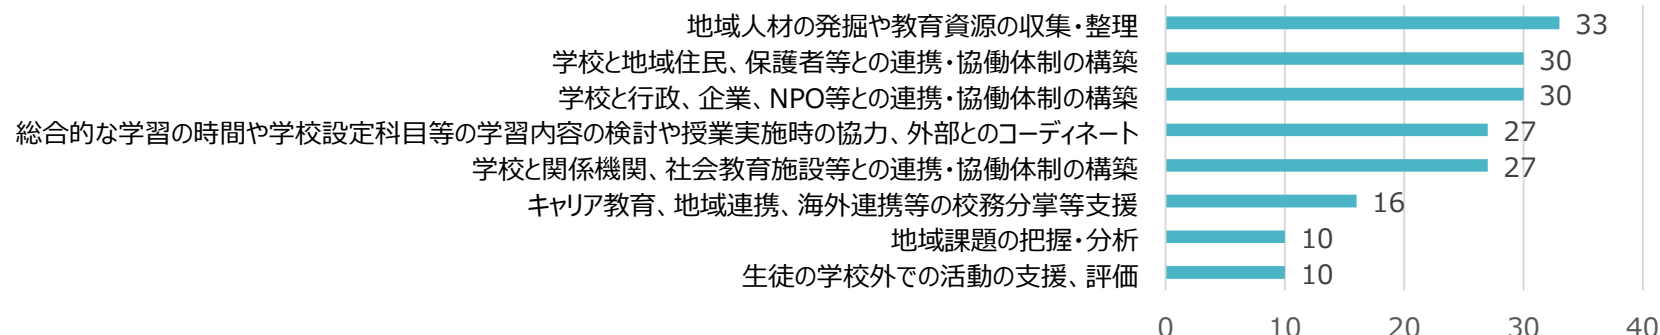 地域人材の発掘や教育資源の収集・整理 33
学校と地域住民、保護者等との連携・協働体制の構築 30
学校と行政、企業、NPO等との連携・協働体制の構築 30
総合的な学習の時間や学校設定科目等の学習内容の検討や授業実施時の協力、外部とのコーディネート 27
学校と関係機関、社会教育施設等との連携・協働体制の構築 27
キャリア教育、地域連携、海外連携等の校務分掌等支援 16
地域課題の把握・分析 10
生徒の学校外での活動の支援、評価 10
0 10 20 30 40